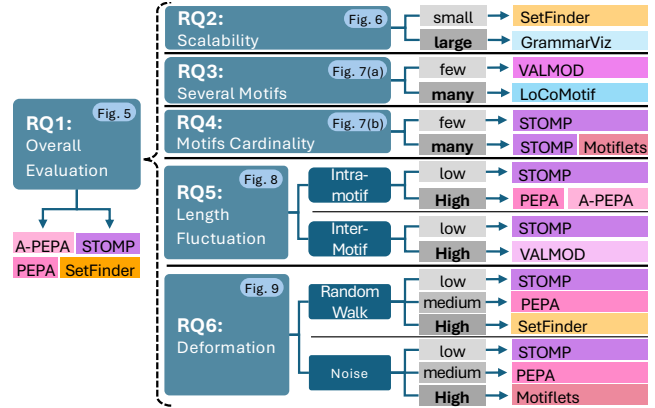 RQ1:
Fig. 5
Overall
Evaluation
A-PEPA STOMP
PEPA SetFinder
RQ2:
Fig. 6
Scalability
small SetFinder
large GrammarViz
RQ3:
Fig. 7(a)
Several Motifs
few VALMOD
many LoCoMotif
RQ4:
Fig. 7(b)
Motifs Cardinality
few STOMP
many STOMP Motiflets
RQ5:
Fig. 8
Length
Fluctuation
Intra-
motif
low STOMP
High PEPA A-PEPA
Inter-
Motif
low STOMP
High VALMOD
RQ6:
Fig. 9
Deformation
Random
Walk
low STOMP
medium PEPA
High SetFinder
Noise
low STOMP
medium PEPA
High Motiflets